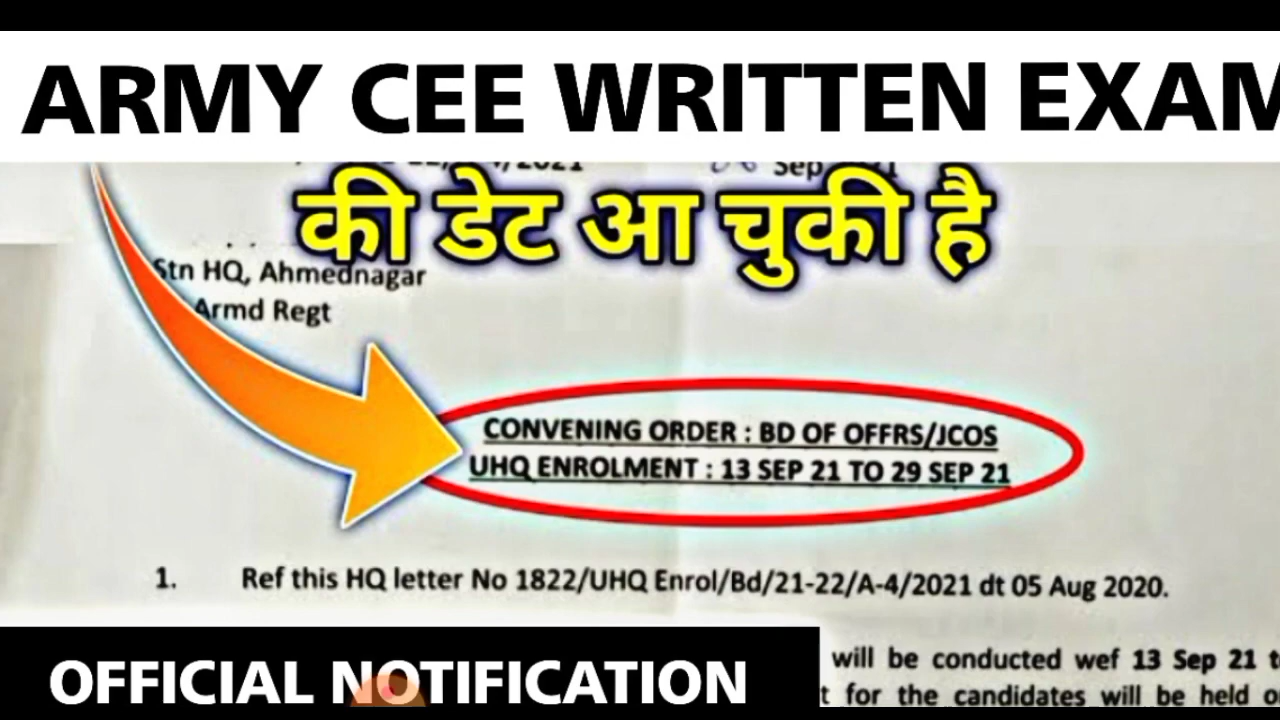 ARMY CEE WRITTEN EXAM
Sep
की डेट आ चुकी है
Stn HQ, Ahmednagar
Armd Regt
CONVENING ORDER : BD OF OFFRS/JCOS
UHQ ENROLMENT : 13 SEP 21 TO 29 SEP 21
1. Ref this HQ letter No 1822/UHQ Enrol/Bd/21-22/A-4/2021 dt 05 Aug 2020.
will be conducted wef 13 Sep 21
for the candidates will be held
OFFICIAL NOTIFICATION